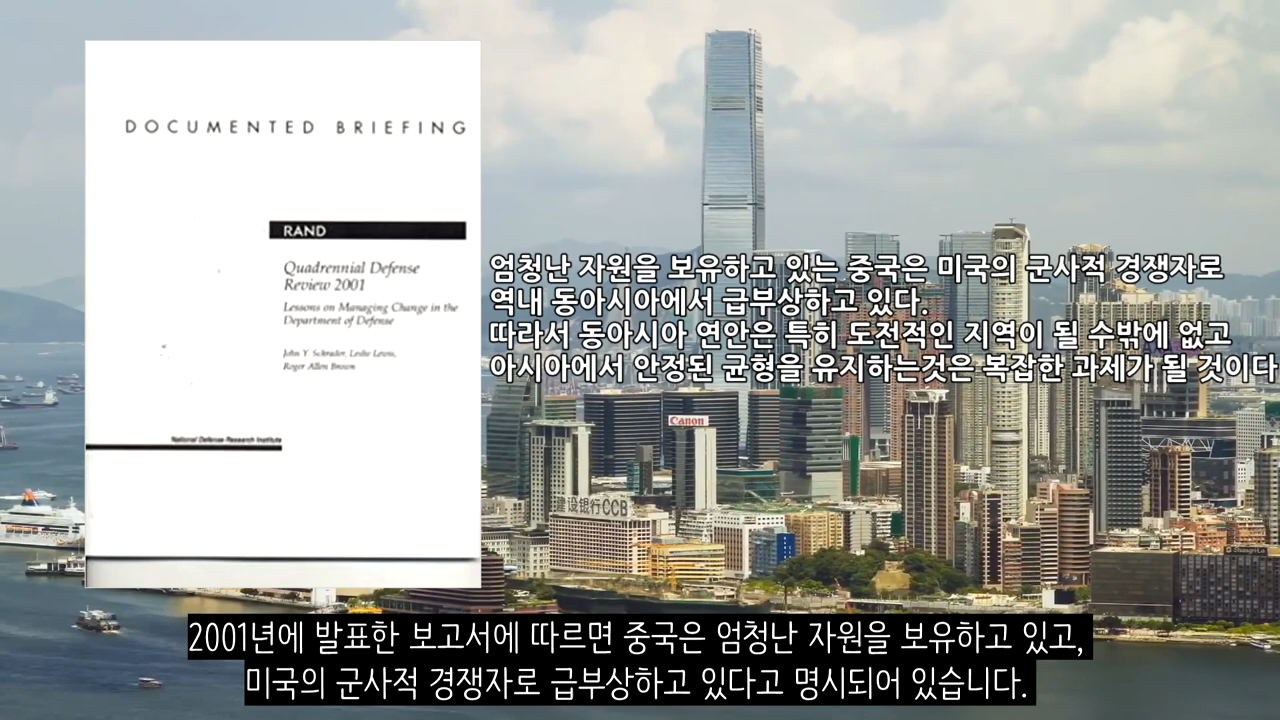 DOCUMENTED BRIEFING
RAND
Quadrennial Defense
Review 2001
Lessons on Managing Change in the
Department of Defense
John Y. Schrader, Leslie Lewis,
Roger Allen Brown
National Defense Research Institute
엄청난 자원을 보유하고 있는 중국은 미국의 군사적 경쟁자로
역내 동아시아에서 급부상하고 있다.
따라서 동아시아 연안은 특히 도전적인 지역이 될 수밖에 없고
아시아에서 안정된 균형을 유지하는것은 복잡한 과제가 될 것이다
Canon
建设银行CCB
Shangri-La
2001년에 발표한 보고서에 따르면 중국은 엄청난 자원을 보유하고 있고,
미국의 군사적 경쟁자로 급부상하고 있다고 명시되어 있습니다.